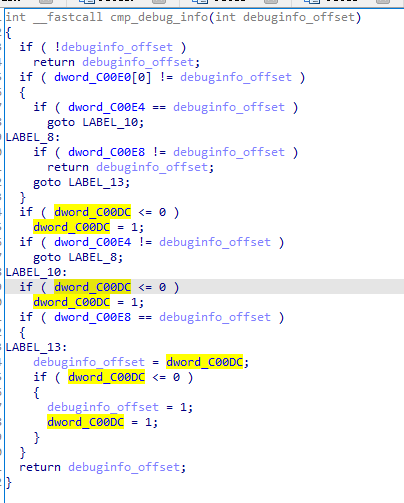 int __fastcall cmp_debug_info(int debuginfo_offset)
{
if ( !debuginfo_offset )
return debuginfo_offset;
if ( dword_C00E0[0] != debuginfo_offset )
{
if ( dword_C00E4 == debuginfo_offset )
goto LABEL_10;
LABEL_8:
if ( dword_C00E8 != debuginfo_offset )
return debuginfo_offset;
goto LABEL_13;
}
if ( dword_C00DC <= 0 )
dword_C00DC = 1;
if ( dword_C00E4 != debuginfo_offset )
goto LABEL_8;
LABEL_10:
if ( dword_C00DC <= 0 )
dword_C00DC = 1;
if ( dword_C00E8 == debuginfo_offset )
{
LABEL_13:
debuginfo_offset = dword_C00DC;
if ( dword_C00DC <= 0 )
{
debuginfo_offset = 1;
dword_C00DC = 1;
}
}
return debuginfo_offset;
}